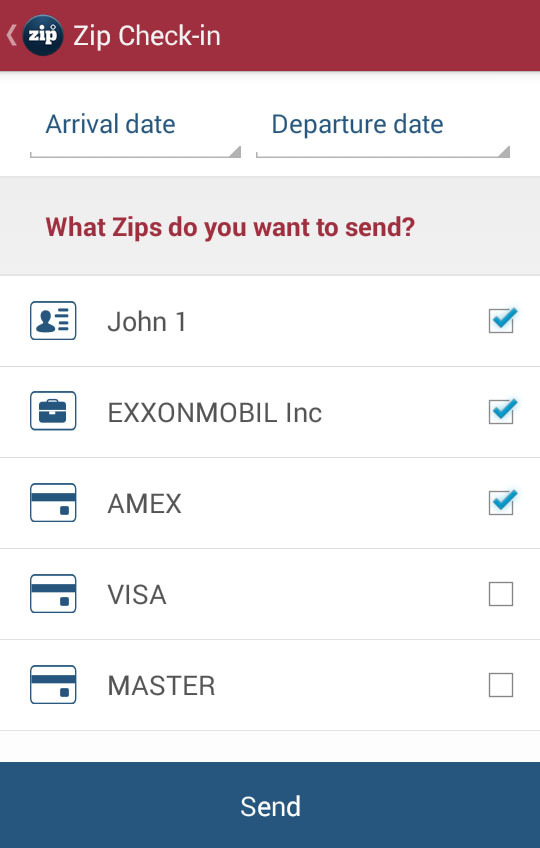 zip Zip Check-in
Arrival date Departure date
What Zips do you want to send?
John 1
EXXONMOBIL Inc
AMEX
VISA
MASTER
Send